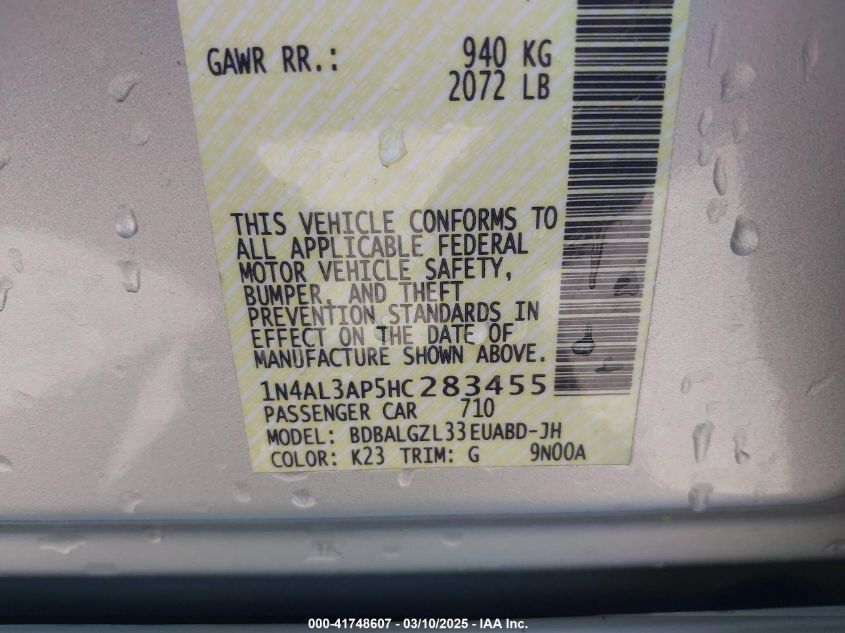 GAWR RR.: 940 KG
2072 LB
THIS VEHICLE CONFORMS TO
ALL APPLICABLE FEDERAL
MOTOR VEHICLE SAFETY,
BUMPER, AND THEFT
PREVENTION STANDARDS IN
EFFECT ON THE DATE OF
MANUFACTURE SHOWN ABOVE.
1N4AL3AP5HC283455
PASSENGER CAR 710
MODEL: BDBALGZL33EUABD-JH
COLOR: K23 TRIM: G 9N00A
000-41748607 - 03/10/2025 - IAA Inc.